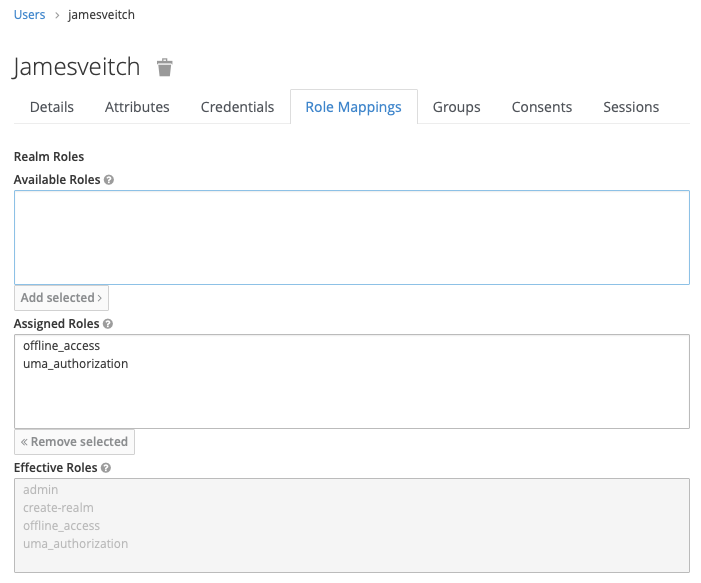 Users > jamesveitch
Jamesveitch
Details Attributes Credentials Role Mappings Groups Consents Sessions
Realm Roles
Available Roles ?
Add selected >
Assigned Roles ?
offline_access
uma_authorization
« Remove selected
Effective Roles ?
admin
create-realm
offline_access
uma_authorization